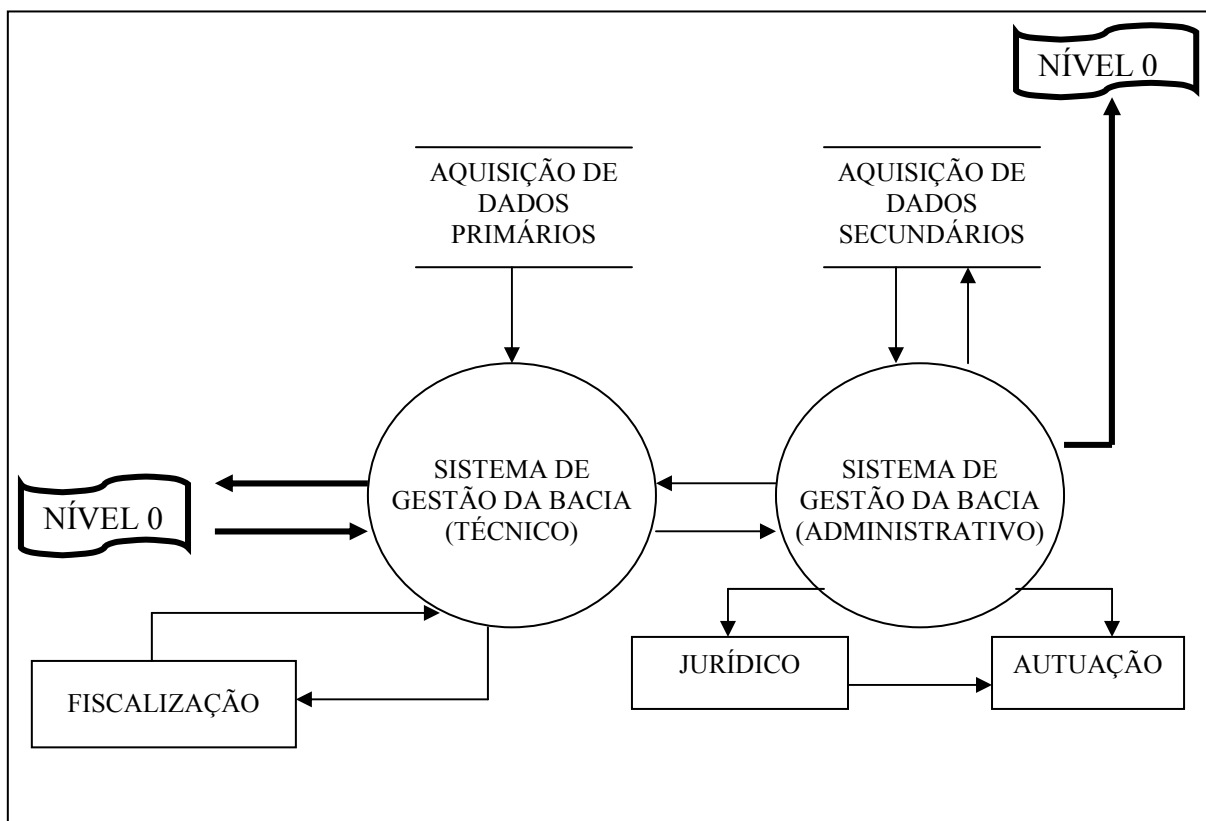 NÍVEL 0
AQUISIÇÃO DE
DADOS
PRIMÁRIOS
AQUISIÇÃO DE
DADOS
SECUNDÁRIOS
SISTEMA DE
GESTÃO DA BACIA
(TÉCNICO)
SISTEMA DE
GESTÃO DA BACIA
(ADMINISTRATIVO)
NÍVEL 0
FISCALIZAÇÃO
JURÍDICO
AUTUAÇÃO